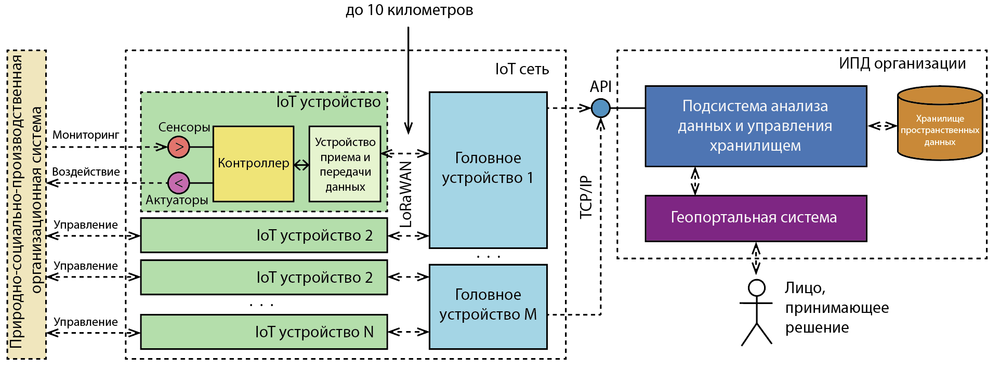 до 10 километров
Природно-социально-производственная
организационная система
IoT сеть
IoT устройство
Мониторинг
Сенсоры
>
Воздействие
<
Актуаторы
Контроллер
Устройство
приема и
передачи
данных
LoRaWAN
Головное
устройство 1
Управление
IoT устройство 2
. . .
Управление
IoT устройство 2
. . .
Управление
IoT устройство N
Головное
устройство M
TCP/IP
API
ИПД организации
Подсистема анализа
данных и управления
хранилищем
Хранилище
пространственных
данных
Геопортальная система
Лицо,
принимающее
решение